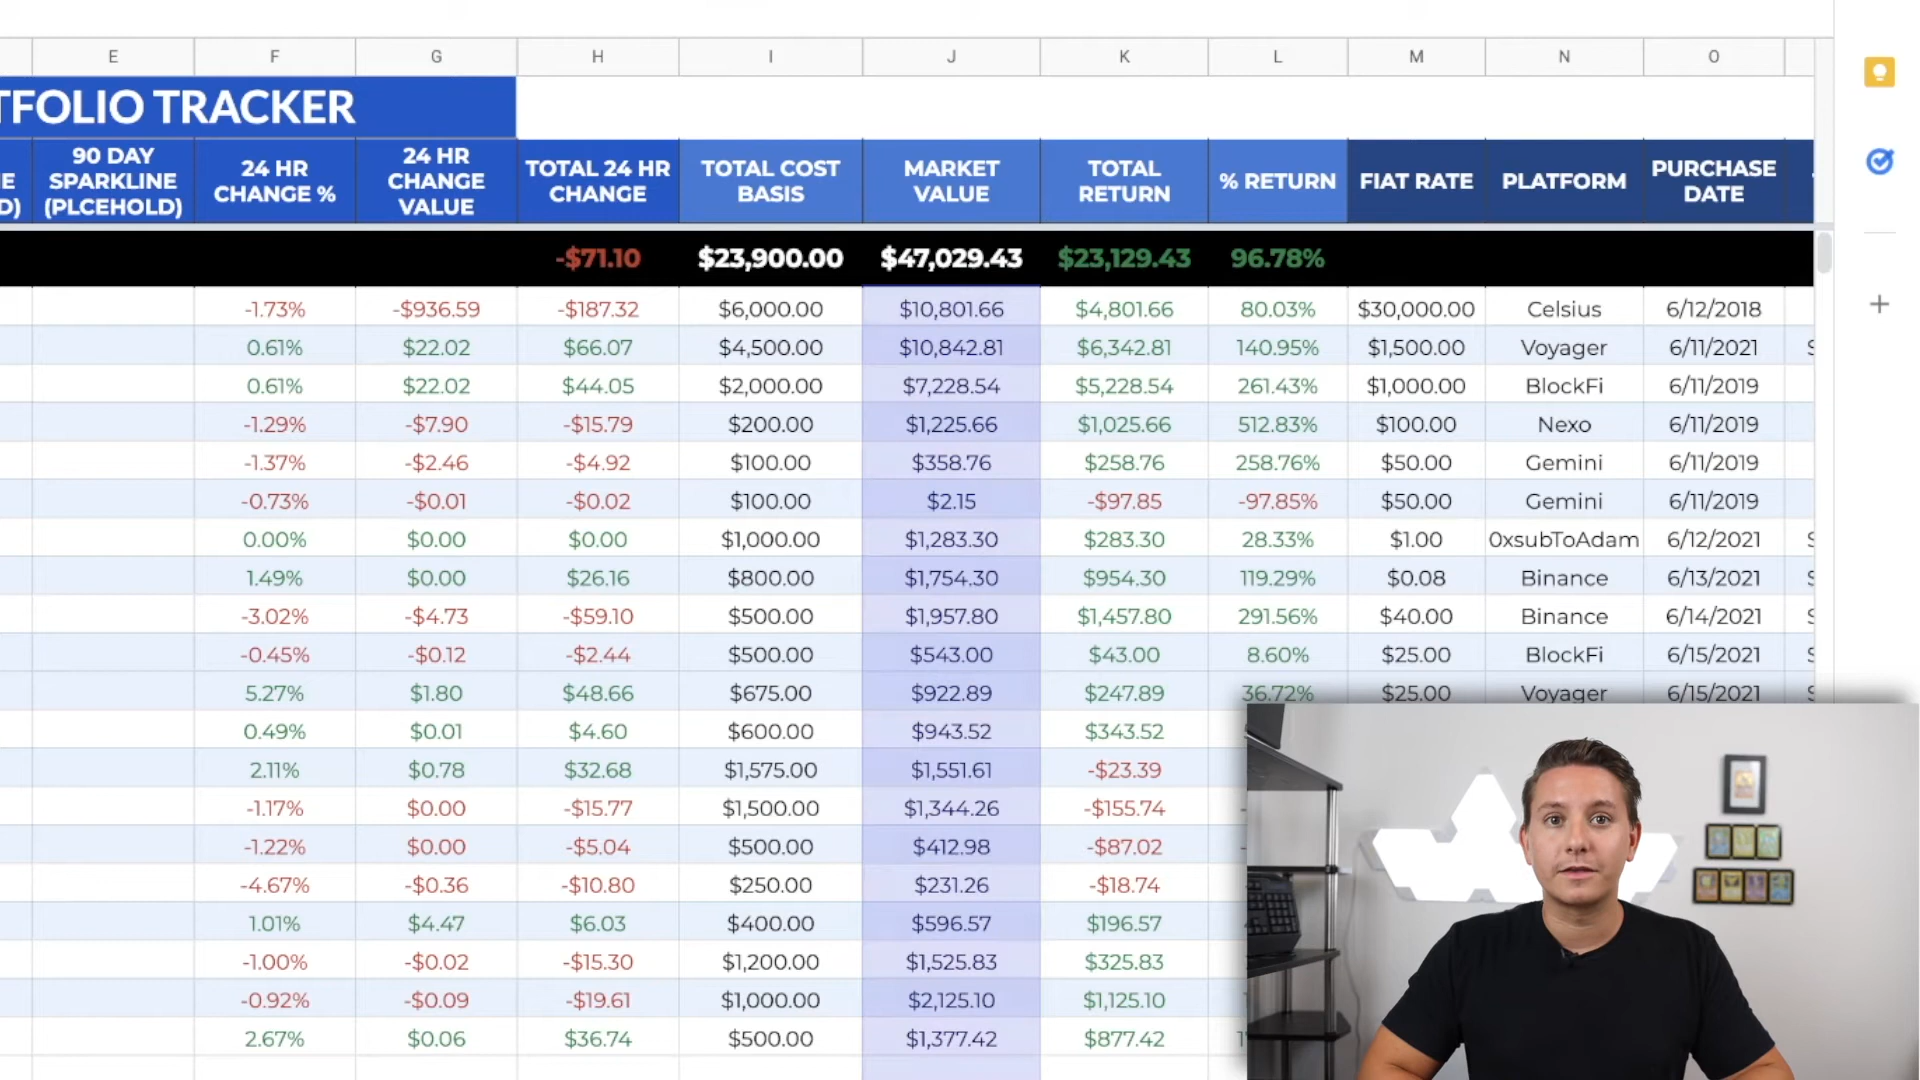 E F G H I J K L M N O
TFOLIO TRACKER
E D) 90 DAY SPARKLINE (PLCEHOLD) 24 HR CHANGE % 24 HR CHANGE VALUE TOTAL 24 HR CHANGE TOTAL COST BASIS MARKET VALUE TOTAL RETURN % RETURN FIAT RATE PLATFORM PURCHASE DATE
-$71.10 $23,900.00 $47,029.43 $23,129.43 96.78%
-1.73% -$936.59 -$187.32 $6,000.00 $10,801.66 $4,801.66 80.03% $30,000.00 Celsius 6/12/2018
0.61% $22.02 $66.07 $4,500.00 $10,842.81 $6,342.81 140.95% $1,500.00 Voyager 6/11/2021
0.61% $22.02 $44.05 $2,000.00 $7,228.54 $5,228.54 261.43% $1,000.00 BlockFi 6/11/2019
-1.29% -$7.90 -$15.79 $200.00 $1,225.66 $1,025.66 512.83% $100.00 Nexo 6/11/2019
-1.37% -$2.46 -$4.92 $100.00 $358.76 $258.76 258.76% $50.00 Gemini 6/11/2019
-0.73% -$0.01 -$0.02 $100.00 $2.15 -$97.85 -97.85% $50.00 Gemini 6/11/2019
0.00% $0.00 $0.00 $1,000.00 $1,283.30 $283.30 28.33% $1.00 0xsubToAdam 6/12/2021
1.49% $0.00 $26.16 $800.00 $1,754.30 $954.30 119.29% $0.08 Binance 6/13/2021
-3.02% -$4.73 -$59.10 $500.00 $1,957.80 $1,457.80 291.56% $40.00 Binance 6/14/2021
-0.45% -$0.12 -$2.44 $500.00 $543.00 $43.00 8.60% $25.00 BlockFi 6/15/2021
5.27% $1.80 $48.66 $675.00 $922.89 $247.89 36.72% $25.00 Voyager 6/15/2021
0.49% $0.01 $4.60 $600.00 $943.52 $343.52
2.11% $0.78 $32.68 $1,575.00 $1,551.61 -$23.39
-1.17% $0.00 -$15.77 $1,500.00 $1,344.26 -$155.74
-1.22% $0.00 -$5.04 $500.00 $412.98 -$87.02
-4.67% -$0.36 -$10.80 $250.00 $231.26 -$18.74
1.01% $4.47 $6.03 $400.00 $596.57 $196.57
-1.00% -$0.02 -$15.30 $1,200.00 $1,525.83 $325.83
-0.92% -$0.09 -$19.61 $1,000.00 $2,125.10 $1,125.10
2.67% $0.06 $36.74 $500.00 $1,377.42 $877.42